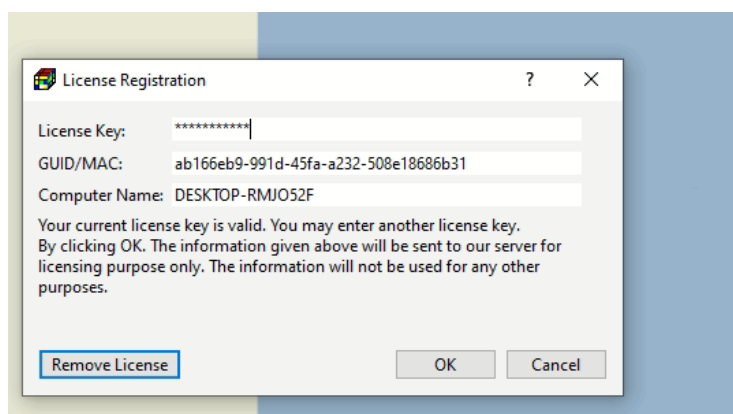 License Registration ? X
License Key: ***********
GUID/MAC: ab166eb9-991d-45fa-a232-508e18686b31
Computer Name: DESKTOP-RMJO52F
Your current license key is valid. You may enter another license key.
By clicking OK. The information given above will be sent to our server for
licensing purpose only. The information will not be used for any other
purposes.
Remove License OK Cancel